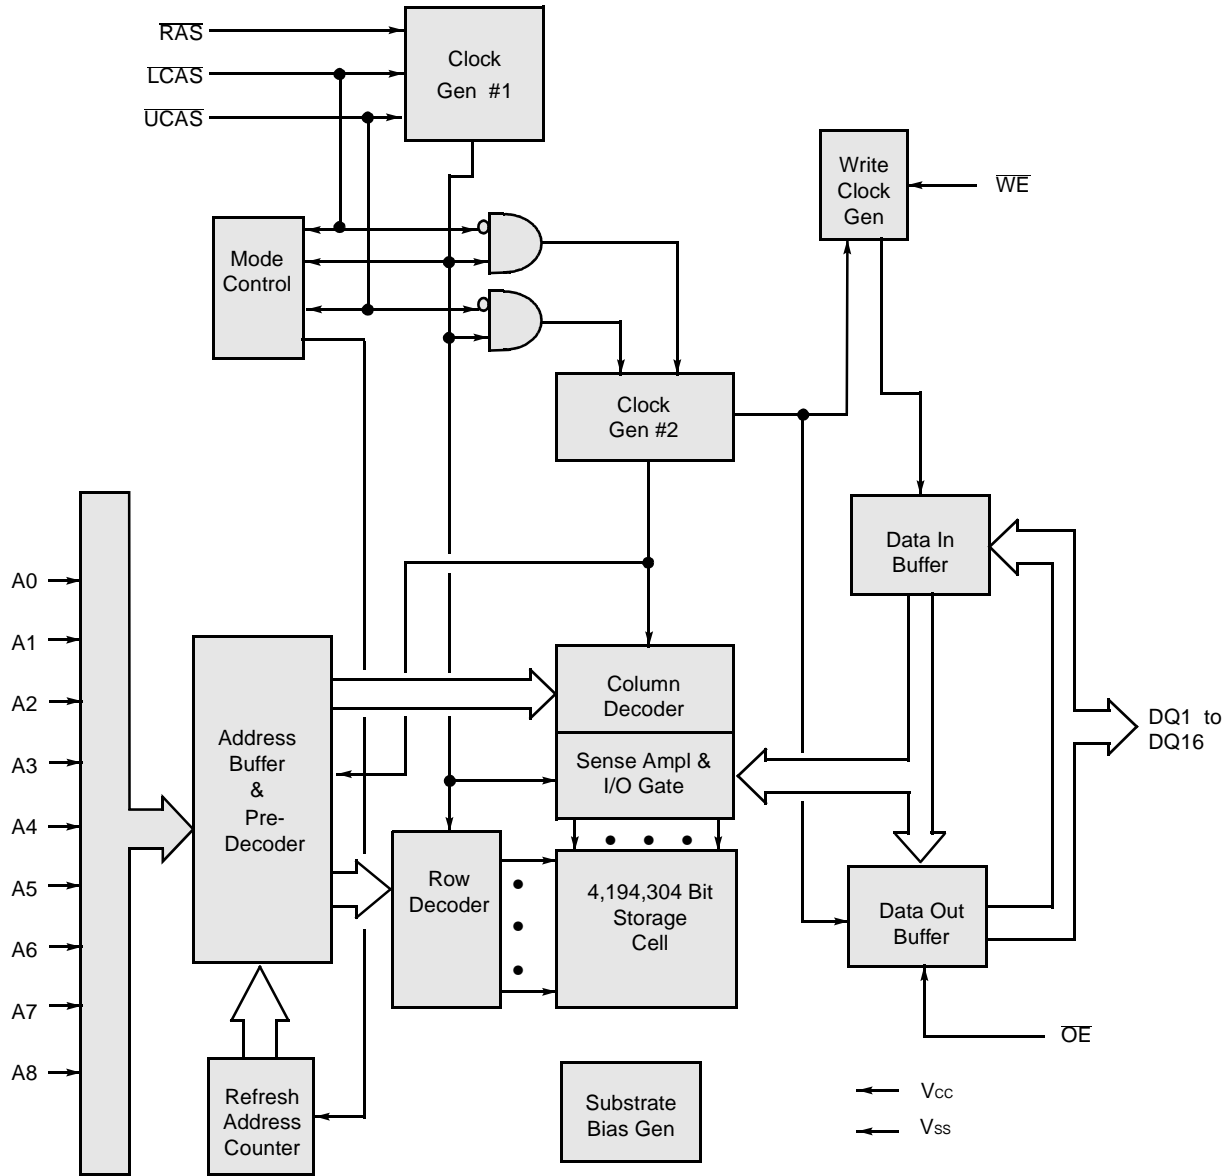 RAS
LCAS
UCAS
Clock
Gen #1
Write
Clock
Gen
WE
Mode
Control
Clock
Gen #2
Data In
Buffer
A0
A1
A2
A3
A4
A5
A6
A7
A8
Address
Buffer
&
Pre-
Decoder
Column
Decoder
Sense Ampl &
I/O Gate
DQ1 to
DQ16
Row
Decoder
4,194,304 Bit
Storage
Cell
Data Out
Buffer
OE
Refresh
Address
Counter
Substrate
Bias Gen
VCC
VSS